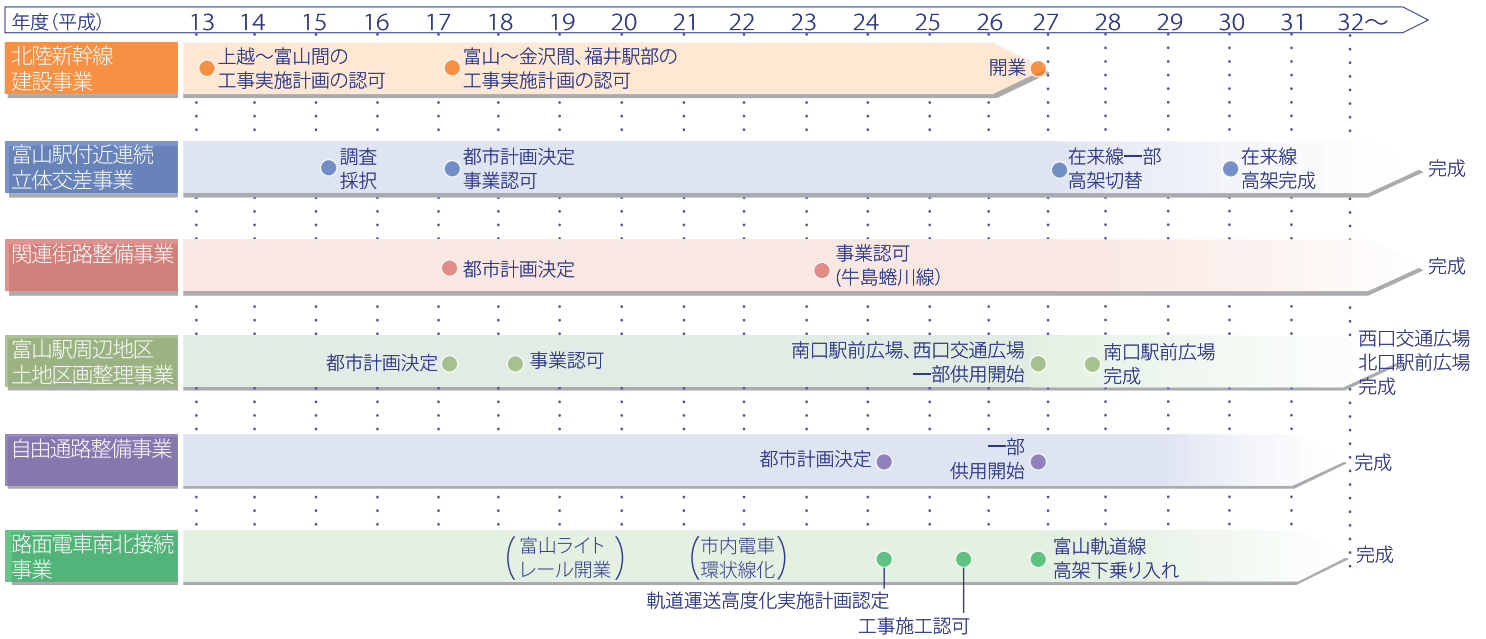 年度（平成） 13 14 15 16 17 18 19 20 21 22 23 24 25 26 27 28 29 30 31 32～
北陸新幹線
建設事業
上越～富山間の
工事実施計画の認可
富山～金沢間、福井駅部の
工事実施計画の認可
開業
富山駅付近連続
立体交差事業
調査
採択
都市計画決定
事業認可
在来線一部
高架切替
在来線
高架完成
完成
関連街路整備事業
都市計画決定
事業認可
(牛島蜷川線)
完成
富山駅周辺地区
土地区画整理事業
都市計画決定
事業認可
南口駅前広場、西口交通広場
一部供用開始
南口駅前広場
完成
西口交通広場
北口駅前広場
完成
自由通路整備事業
都市計画決定
一部
供用開始
完成
路面電車南北接続
事業
(富山ライト
レール開業)
(市内電車
環状線化)
軌道運送高度化実施計画認定
工事施工認可
富山軌道線
高架下乗り入れ
完成